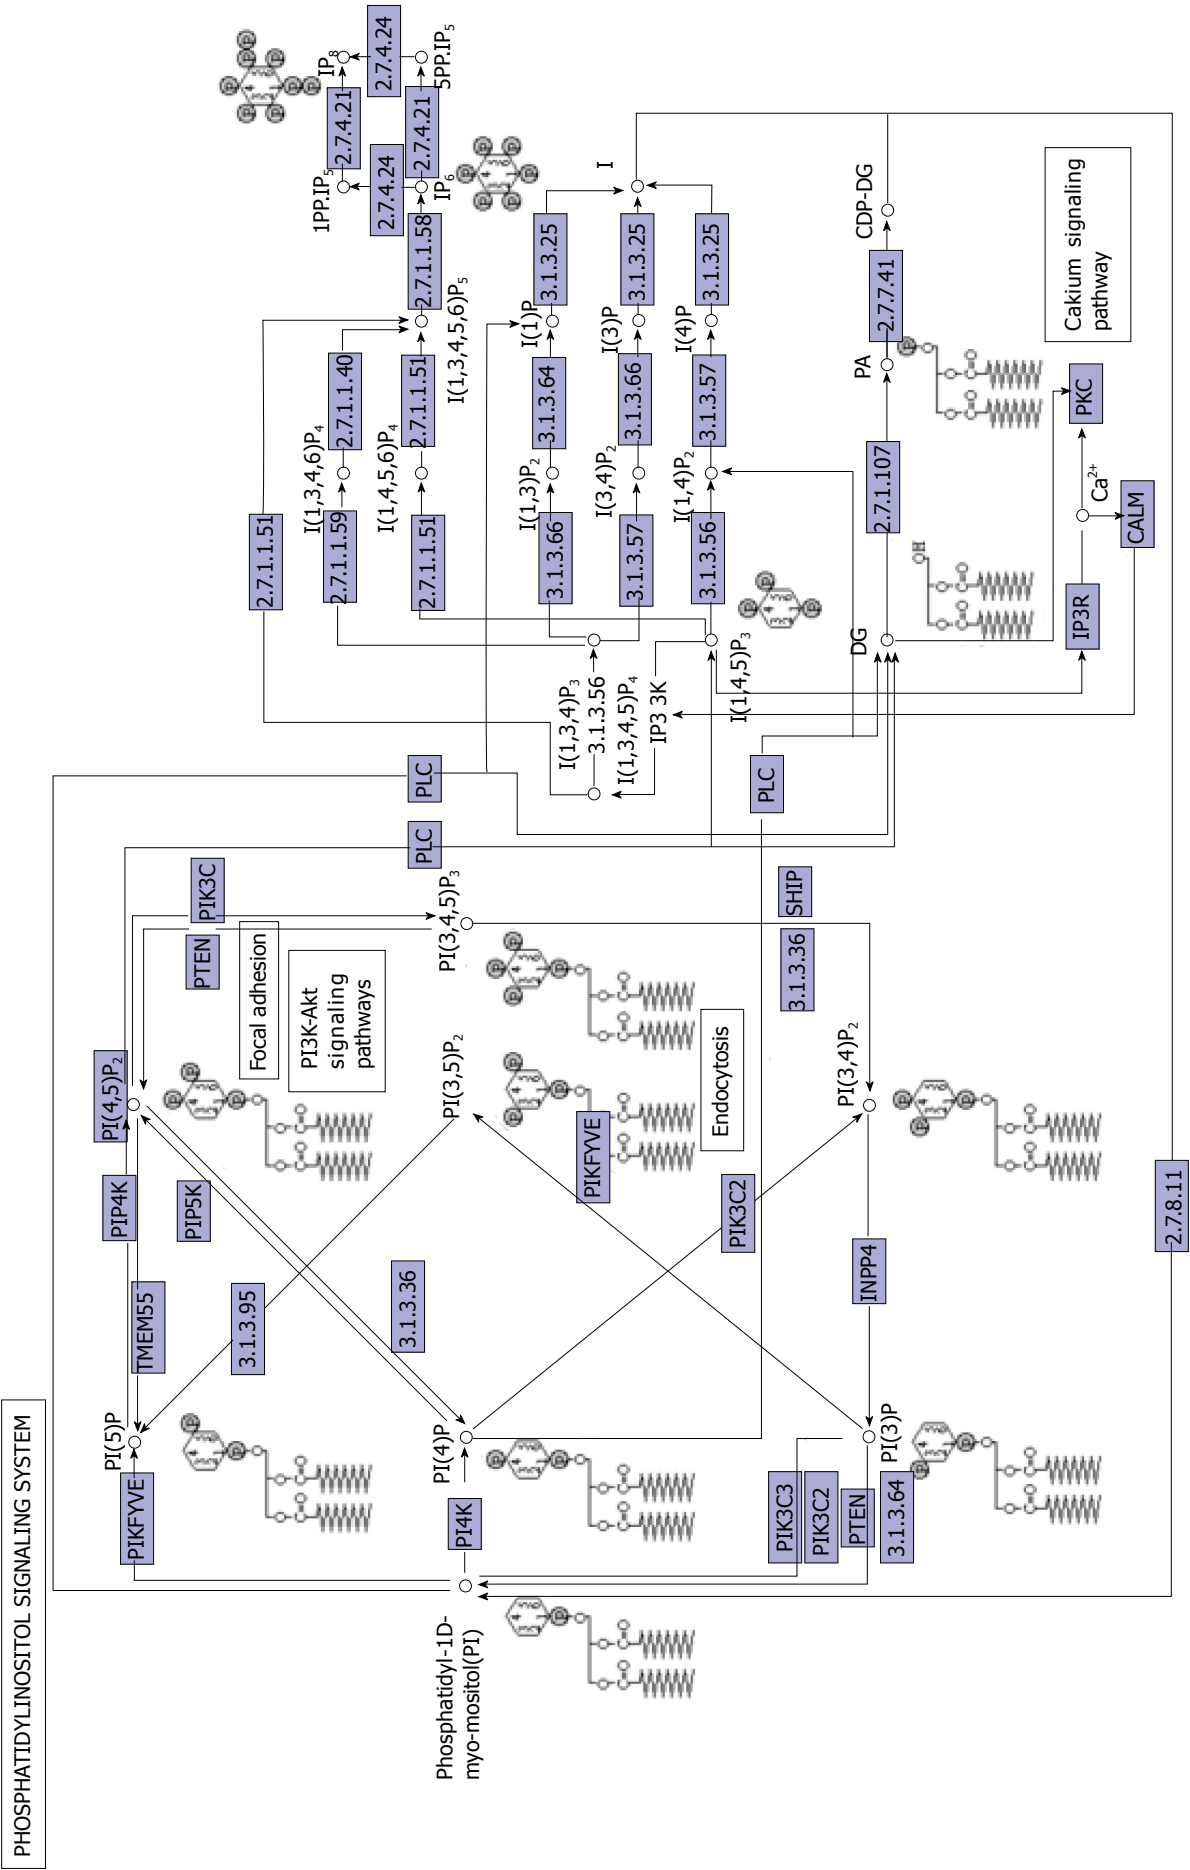 PHOSPHATIDYLINOSITOL SIGNALING SYSTEM
Phosphatidyl-1D-
myo-mositol(PI)
PIKFYVE
PI(5)P
TMEM55
PIP4K
PI(4,5)P2
PIP5K
3.1.3.95
3.1.3.36
PI4K
PI(4)P
PIK3C3
PIK3C2
PTEN
3.1.3.64
PI(3)P
INPP4
PIK3C2
PI(3,4)P2
PIKFYVE
PI(3,5)P2
Endocytosis
PTEN
PIK3C
Focal adhesion
PI3K-Akt
signaling
pathways
PI(3,4,5)P3
3.1.3.36
SHIP
PLC
PLC
PLC
2.7.8.11
I(1,3,4)P3
3.1.3.56
I(1,3,4,5)P4
IP3 3K
I(1,4,5)P3
DG
IP3R
CALM
Ca2+
PKC
2.7.1.1.51
2.7.1.1.59
I(1,3,4,6)P4
2.7.1.1.40
2.7.1.1.51
I(1,4,5,6)P4
2.7.1.1.51
I(1,3,4,5,6)P5
2.7.1.1.58
IP6
2.7.4.24
1PP.IP5
2.7.4.21
2.7.4.21
IP8
2.7.4.24
5PP.IP5
3.1.3.66
I(1,3)P2
3.1.3.64
I(1)P
3.1.3.25
3.1.3.57
I(3,4)P2
3.1.3.66
I(3)P
3.1.3.25
3.1.3.56
I(1,4)P2
3.1.3.57
I(4)P
3.1.3.25
I
2.7.1.107
PA
2.7.7.41
CDP-DG
OH
Cakium signaling
pathway